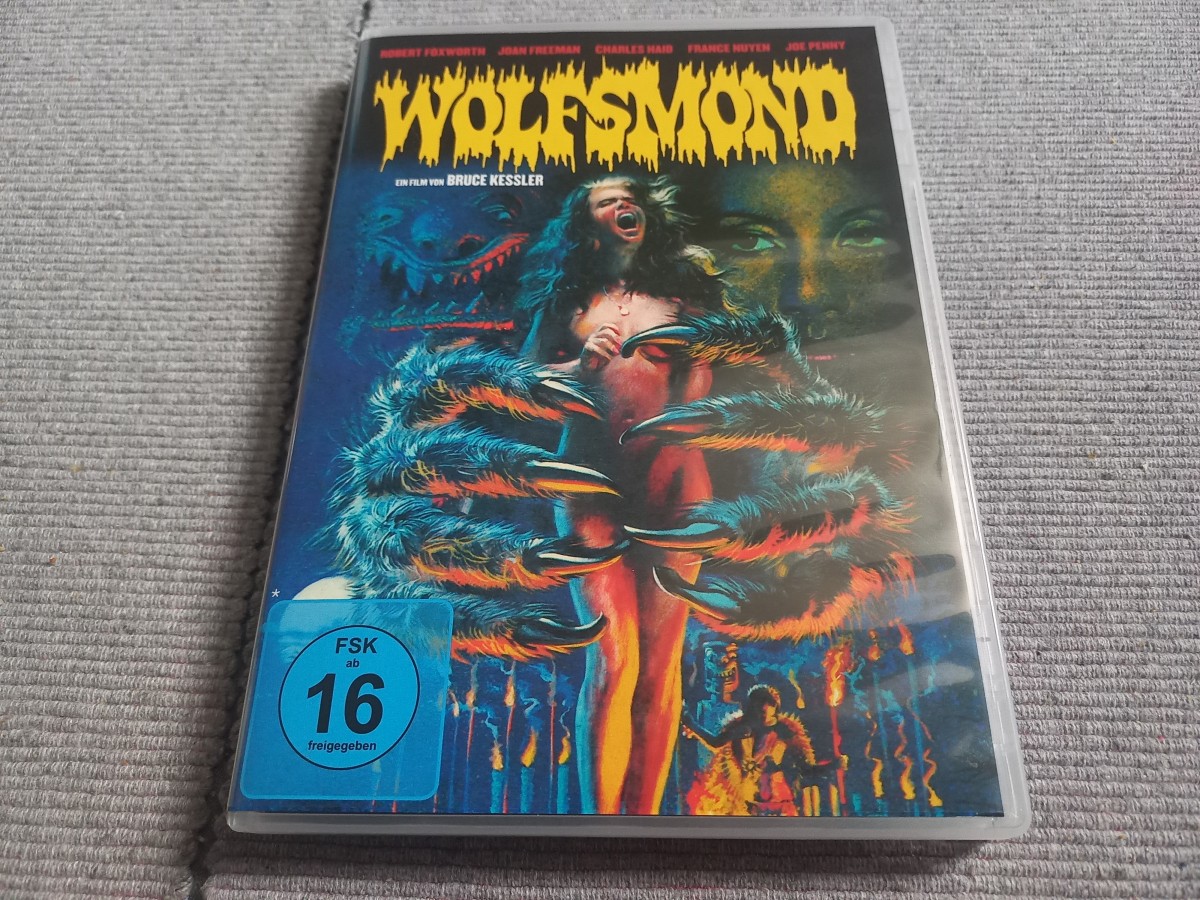 ROBERT FOXWORTH JOAN FREEMAN CHARLES HAID FRANCE NUYEN JOE PENNY
WOLFSMOND
EIN FILM VON BRUCE KESSLER
*
FSK
ab
16
freigegeben